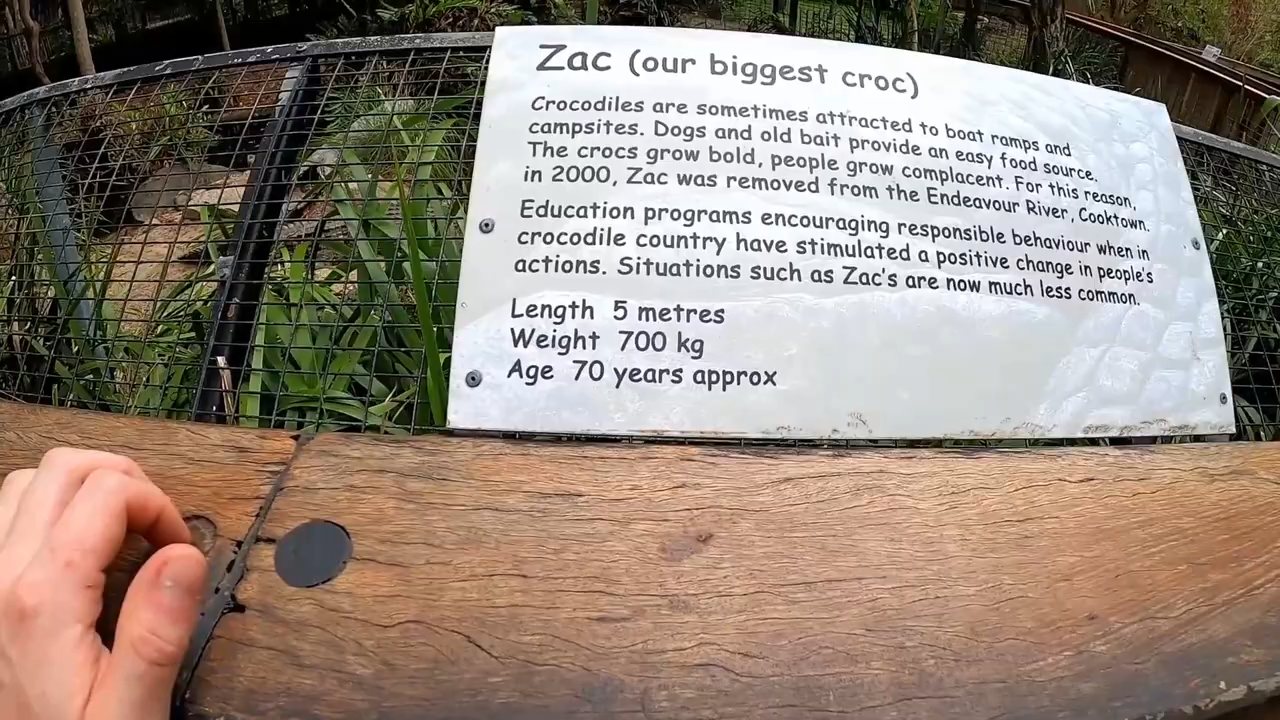 Zac (our biggest croc)
Crocodiles are sometimes attracted to boat ramps and
campsites. Dogs and old bait provide an easy food source.
The crocs grow bold, people grow complacent. For this reason,
in 2000, Zac was removed from the Endeavour River, Cooktown.
Education programs encouraging responsible behaviour when in
crocodile country have stimulated a positive change in people's
actions. Situations such as Zac's are now much less common.
Length 5 metres
Weight 700 kg
Age 70 years approx